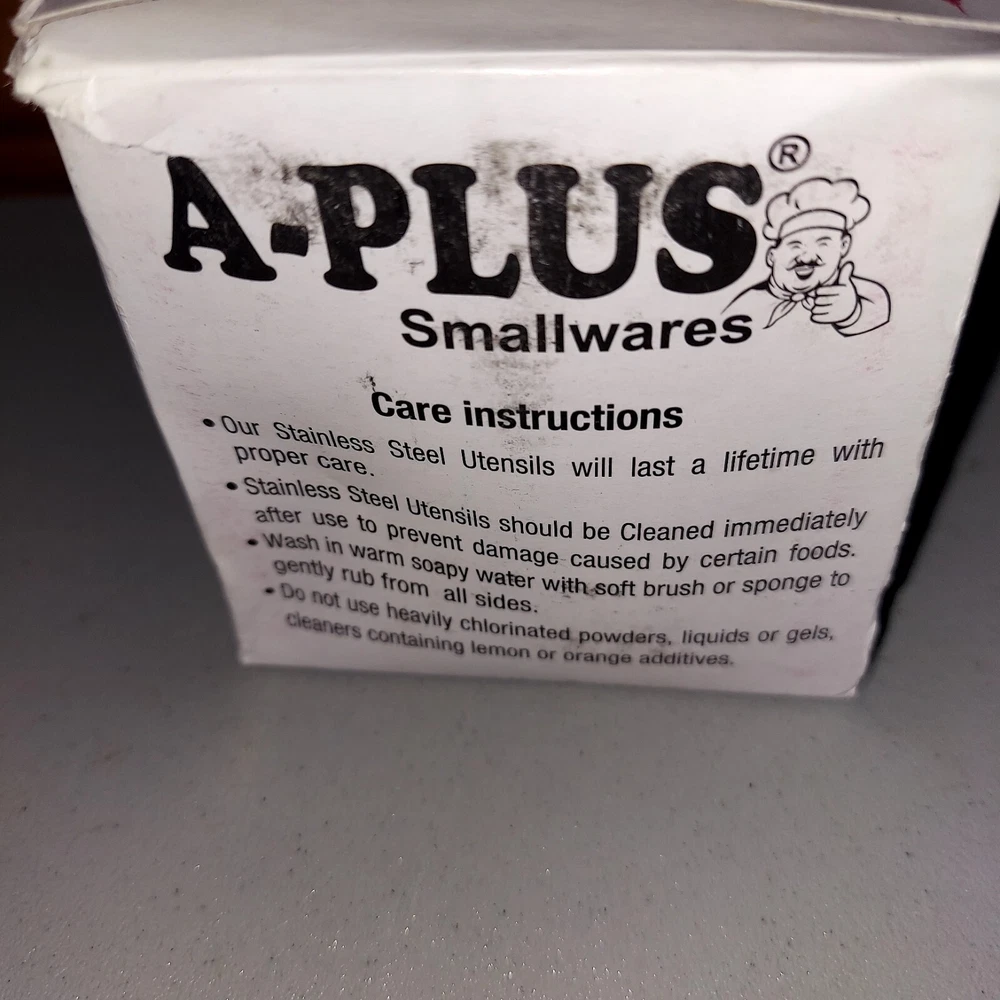 A-PLUS®
Smallwares
Care instructions
• Our Stainless Steel Utensils will last a lifetime with
proper care.
• Stainless Steel Utensils should be Cleaned immediately
after use to prevent damage caused by certain foods.
• Wash in warm soapy water with soft brush or sponge to
gently rub from all sides.
• Do not use heavily chlorinated powders, liquids or gels,
cleaners containing lemon or orange additives.